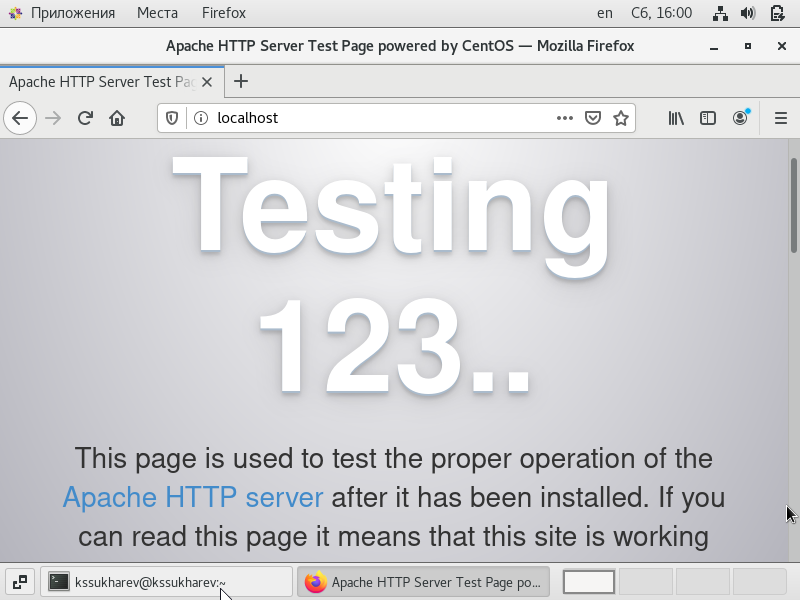 Приложения Места Firefox en Сб, 16:00
Apache HTTP Server Test Page powered by CentOS — Mozilla Firefox
Apache HTTP Server Test Pag
localhost
Testing
123..
This page is used to test the proper operation of the
Apache HTTP server after it has been installed. If you
can read this page it means that this site is working
kssukharev@kssukharev:~ Apache HTTP Server Test Page po...